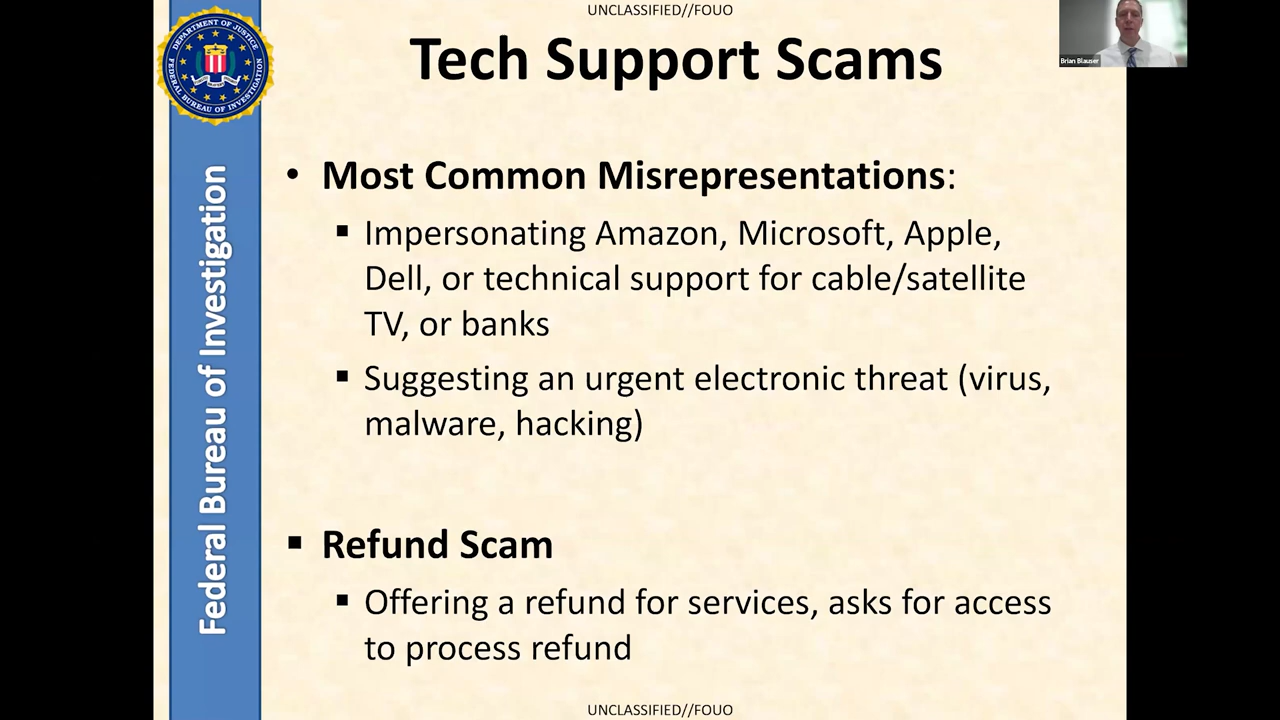 UNCLASSIFIED//FOUO
Tech Support Scams
Brian Blauser
DEPARTMENT OF JUSTICE
FEDERAL BUREAU OF INVESTIGATION
Federal Bureau of Investigation
• Most Common Misrepresentations:
▪ Impersonating Amazon, Microsoft, Apple,
Dell, or technical support for cable/satellite
TV, or banks
▪ Suggesting an urgent electronic threat (virus,
malware, hacking)
▪ Refund Scam
▪ Offering a refund for services, asks for access
to process refund
UNCLASSIFIED//FOUO